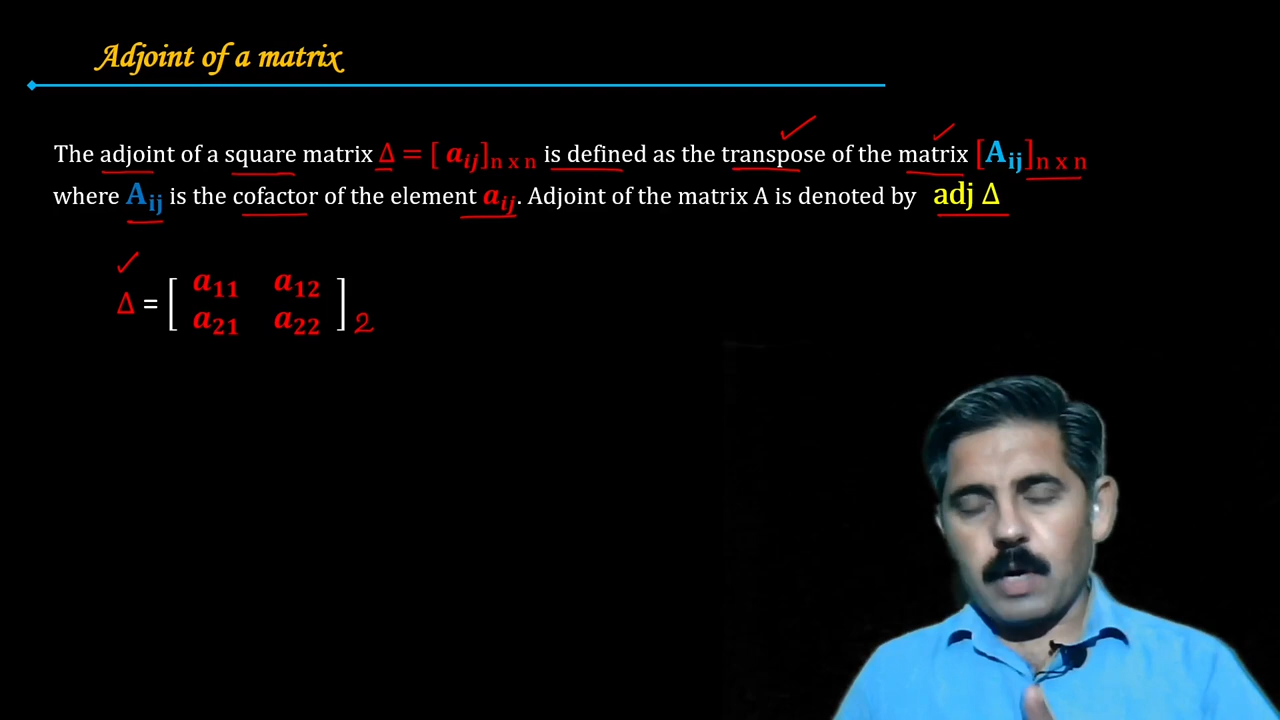 Adjoint of a matrix
The adjoint of a square matrix Δ = [ aij]n x n is defined as the transpose of the matrix [Aij]n x n
where Aij is the cofactor of the element aij. Adjoint of the matrix A is denoted by adj Δ
Δ = [ a11 a12
a21 a22 ] 2